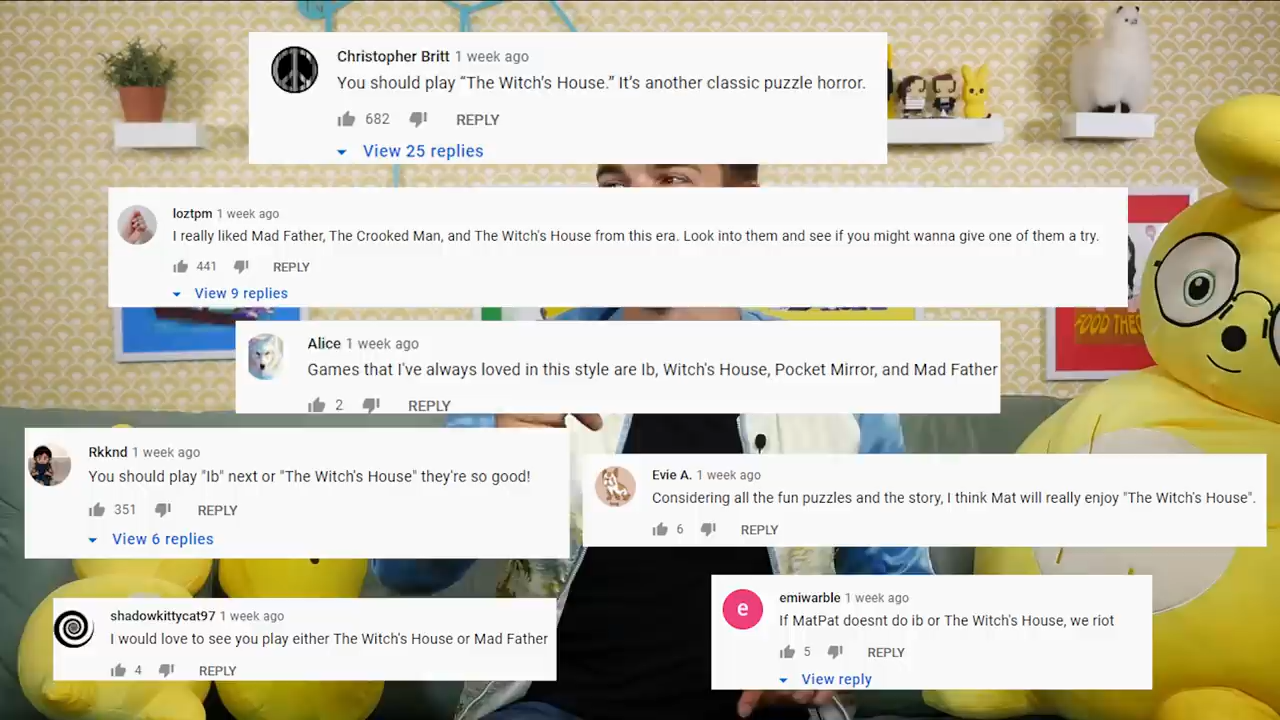 Christopher Britt 1 week ago
You should play “The Witch’s House.” It’s another classic puzzle horror.
682 REPLY
View 25 replies
loztpm 1 week ago
I really liked Mad Father, The Crooked Man, and The Witch's House from this era. Look into them and see if you might wanna give one of them a try.
441 REPLY
View 9 replies
FOOD THEO
Alice 1 week ago
Games that I've always loved in this style are Ib, Witch's House, Pocket Mirror, and Mad Father
2 REPLY
Rkknd 1 week ago
You should play "Ib" next or "The Witch's House" they're so good!
351 REPLY
View 6 replies
Evie A. 1 week ago
Considering all the fun puzzles and the story, I think Mat will really enjoy "The Witch's House".
6 REPLY
shadowkittycat97 1 week ago
I would love to see you play either The Witch's House or Mad Father
4 REPLY
e
emiwarble 1 week ago
If MatPat doesnt do ib or The Witch's House, we riot
5 REPLY
View reply